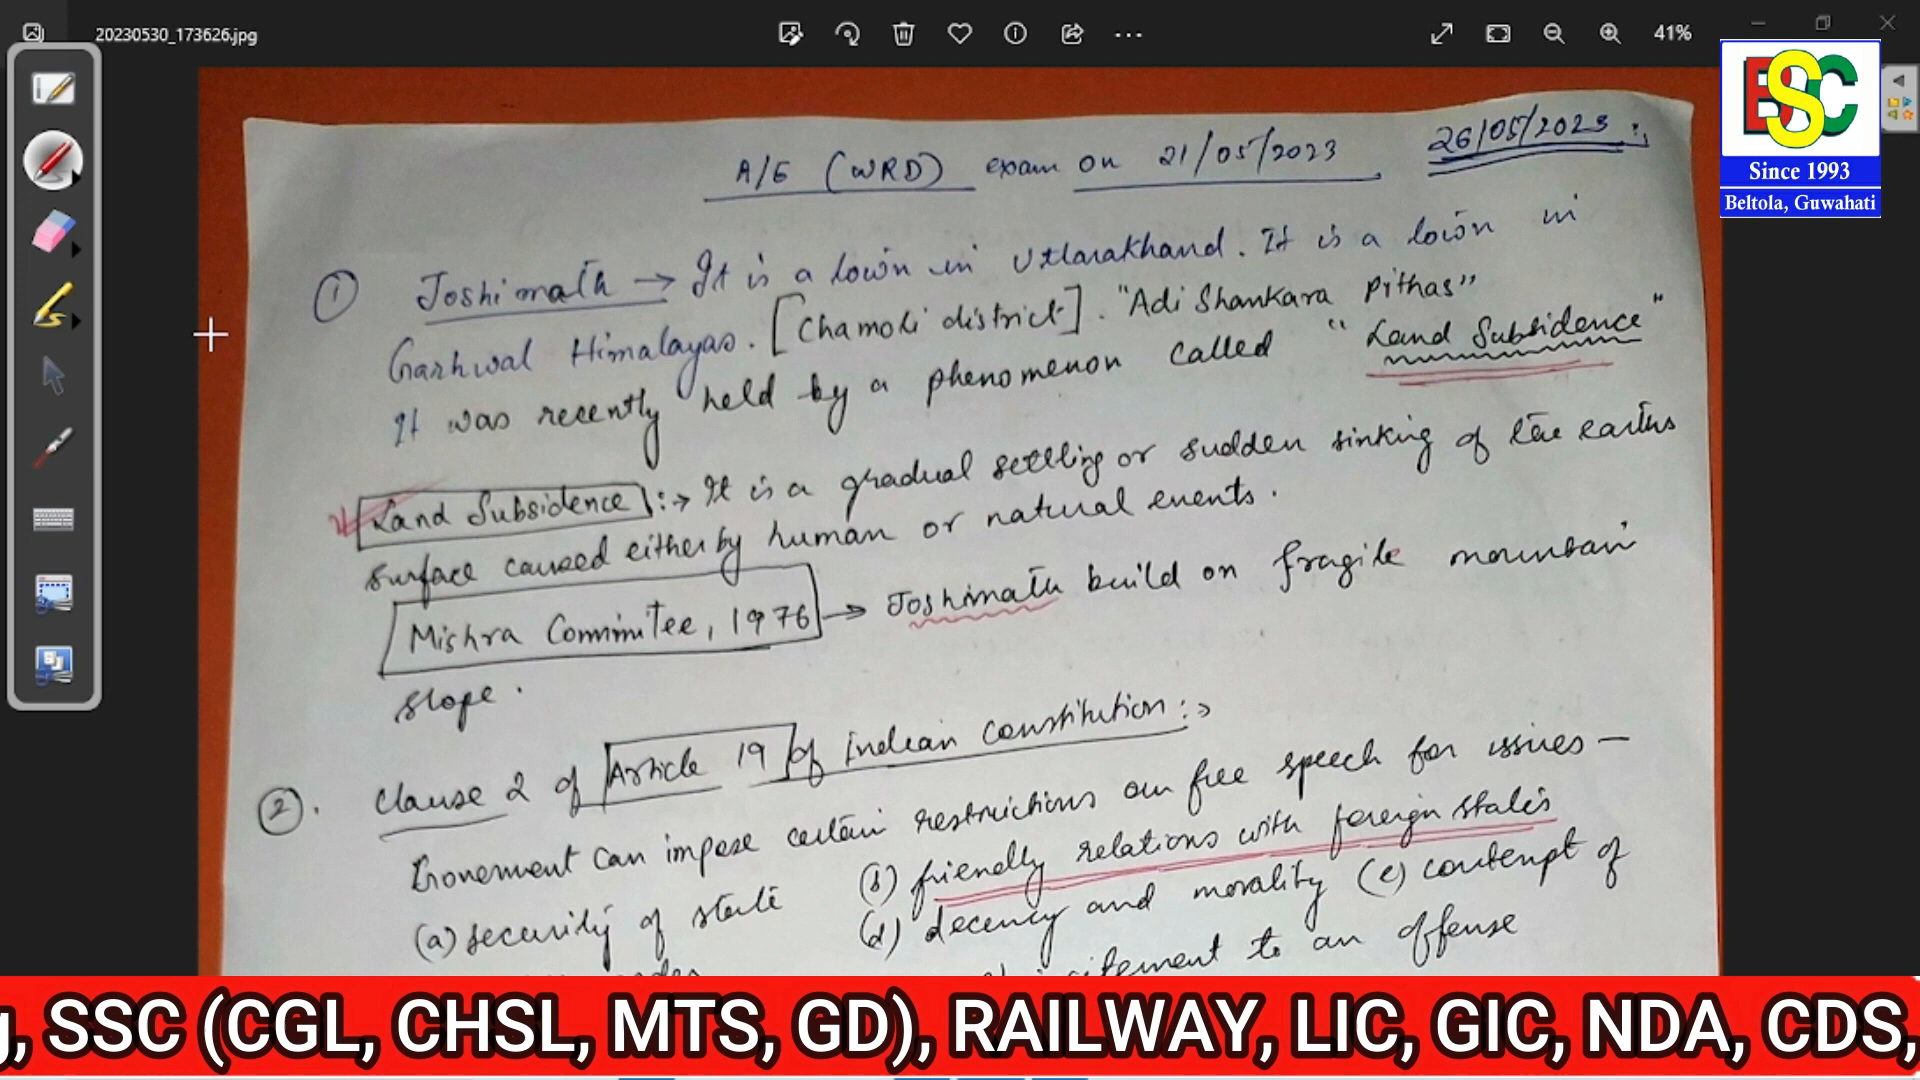 20230530_173626.jpg
41%
BSC
Since 1993
Beltola, Guwahati
A/E (WRD) exam on 21/05/2023 26/05/2023
① Joshimath → It is a town in Uttarakhand. It is a town in
Garhwal Himalayas. [Chamoli district]. "Adi Shankara Pithas"
It was recently held by a phenomenon called "Land Subsidence"
Land Subsidence :→ It is a gradual settling or sudden sinking of the earths
surface caused either by human or natural events.
Mishra Committee, 1976 → Joshimath build on fragile mountain
slope.
②. Clause 2 of Article 19 of Indian Constitution :→
Government can impose certain restrictions on free speech for issues —
(a) security of state (b) friendly relations with foreign states
(d) decency and morality (e) contempt of
to an offense
, SSC (CGL, CHSL, MTS, GD), RAILWAY, LIC, GIC, NDA, CDS,